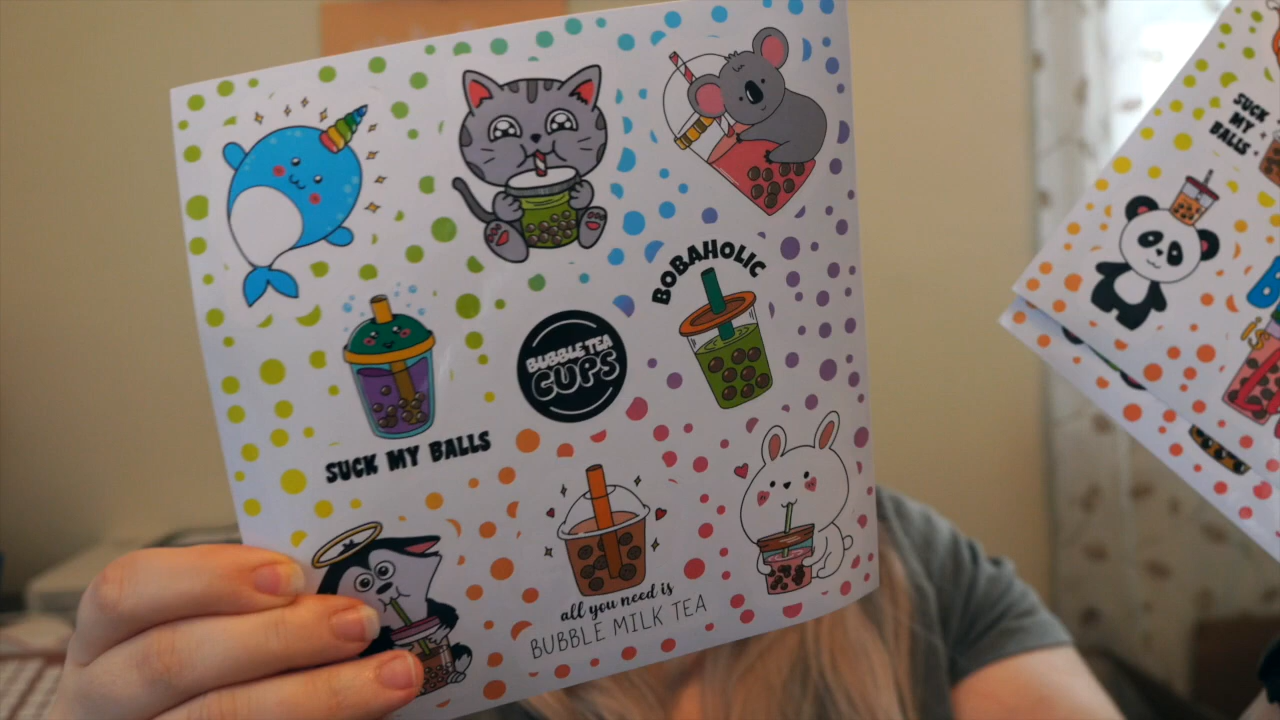 BOBAHOLIC
BUBBLE TEA
CUPS
SUCK MY BALLS
all you need is
BUBBLE MILK TEA
SUCK
MY
BALLS